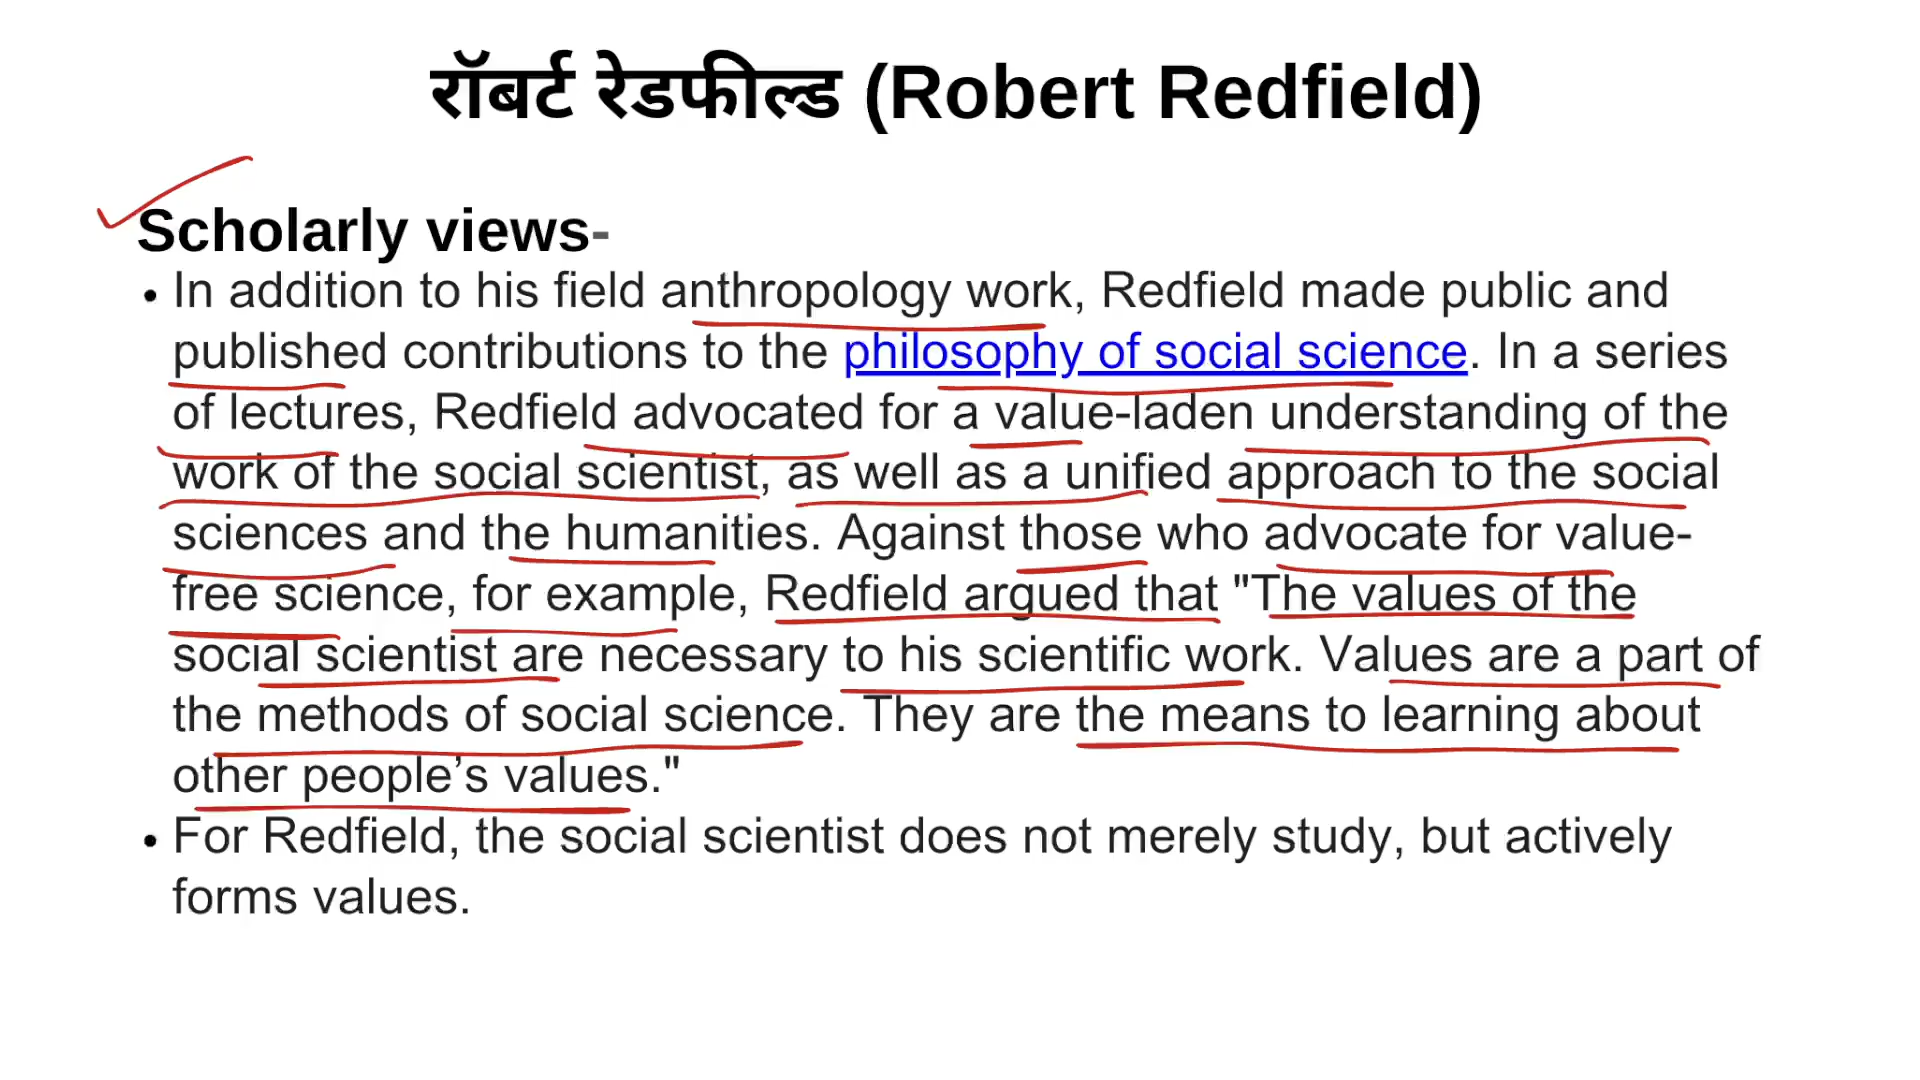 रॉबर्ट रेडफील्ड (Robert Redfield)
Scholarly views-
• In addition to his field anthropology work, Redfield made public and
published contributions to the philosophy of social science. In a series
of lectures, Redfield advocated for a value-laden understanding of the
work of the social scientist, as well as a unified approach to the social
sciences and the humanities. Against those who advocate for value-
free science, for example, Redfield argued that "The values of the
social scientist are necessary to his scientific work. Values are a part of
the methods of social science. They are the means to learning about
other people’s values."
• For Redfield, the social scientist does not merely study, but actively
forms values.